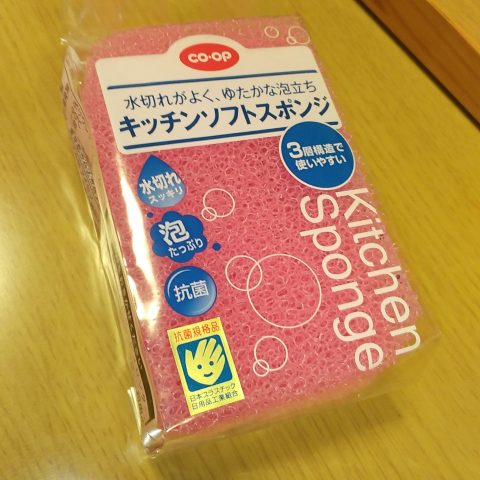 CO・OP
水切れがよく、ゆたかな泡立ち
キッチンソフトスポンジ
3層構造で
使いやすい
水切れ
スッキリ
泡
たっぷり
抗菌
Kitchen
Sponge
抗菌規格品
日本プラスチック
日用品工業組合